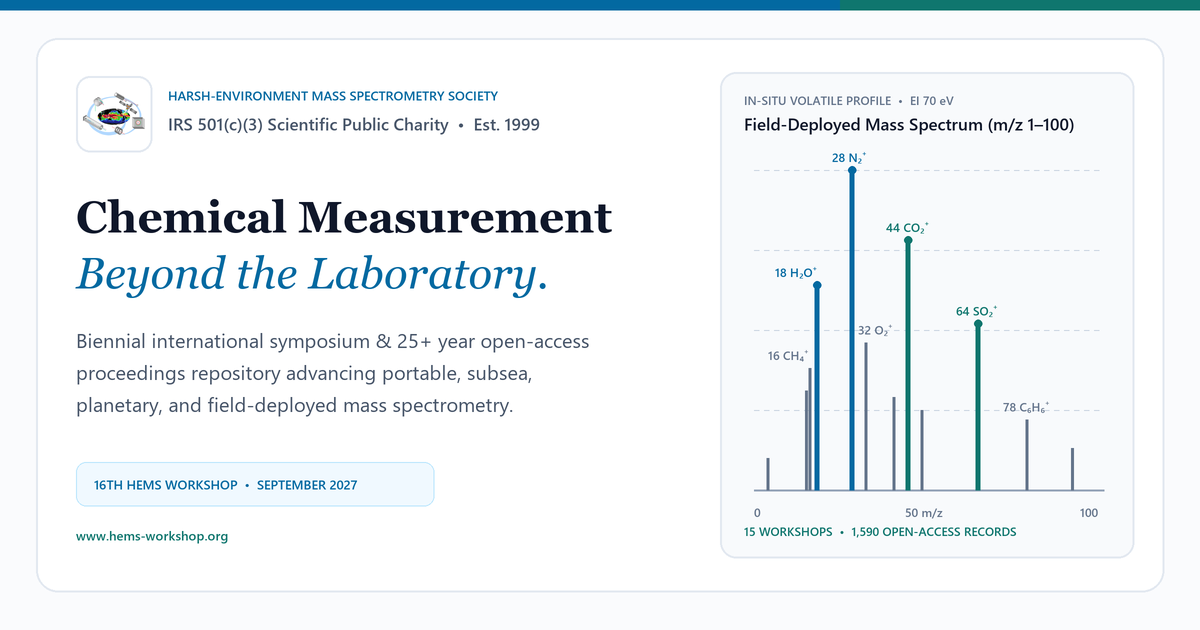 HARSH-ENVIRONMENT MASS SPECTROMETRY SOCIETY
IRS 501(c)(3) Scientific Public Charity • Est. 1999
Chemical Measurement
Beyond the Laboratory.
Biennial international symposium & 25+ year open-access
proceedings repository advancing portable, subsea,
planetary, and field-deployed mass spectrometry.
16TH HEMS WORKSHOP • SEPTEMBER 2027
www.hems-workshop.org
IN-SITU VOLATILE PROFILE • EI 70 eV
Field-Deployed Mass Spectrum (m/z 1–100)
28 N₂⁺
44 CO₂⁺
18 H₂O⁺
64 SO₂⁺
32 O₂⁺
16 CH₄⁺
78 C₆H₆⁺
0 50 m/z 100
15 WORKSHOPS • 1,590 OPEN-ACCESS RECORDS